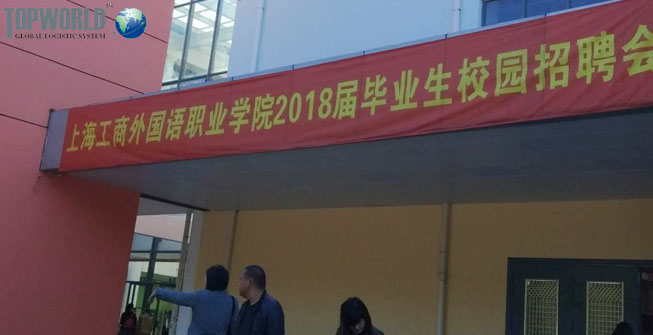 TOPWORLD
GLOBAL LOGISTIC SYSTEM
上海工商外国语职业学院2018届毕业生校园招聘会